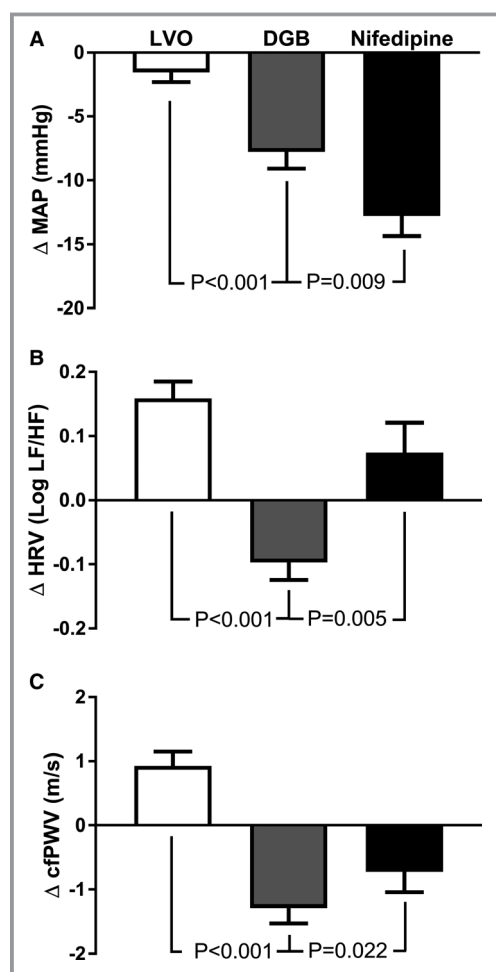 A
LVO DGB Nifedipine
0
-5
-10
-15
-20
Δ MAP (mmHg)
P<0.001 P=0.009
B
0.2
0.1
0.0
-0.1
-0.2
Δ HRV (Log LF/HF)
P<0.001 P=0.005
C
2
1
0
-1
-2
Δ cfPWV (m/s)
P<0.001 P=0.022